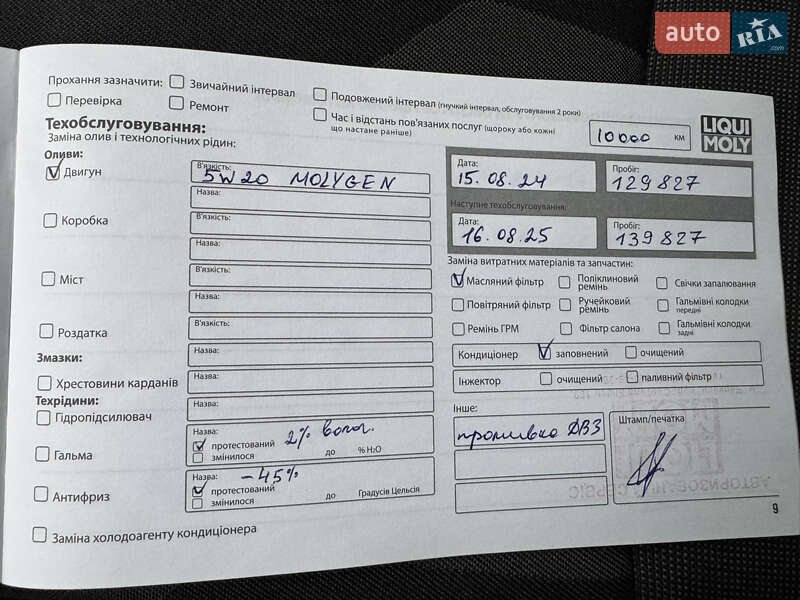 auto RIA .com
Прохання зазначити: Звичайний інтервал
Подовжений інтервал (гнучкий інтервал, обслуговування 2 роки)
Перевірка Ремонт
Час і відстань пов'язаних послуг (щороку або кожні 10000 км
що настане раніше)
LIQUI
MOLY
Техобслуговування:
Заміна олив і технологічних рідин:
Оливи:
Двигун
В'язкість:
5W20 MOLYGEN
Назва:
Коробка
В'язкість:
Назва:
Міст
В'язкість:
Назва:
Роздатка
В'язкість:
Назва:
Змазки:
Хрестовини карданів
Назва:
Техрідини:
Гідропідсилювач
Назва:
Гальма
Назва: 2% волог.
протестований
змінилося до % H2O
Антифриз
Назва: -45%
протестований
змінилося до Градусів Цельсія
Заміна холодоагенту кондиціонера
Дата: Пробіг:
15.08.24 129827
Наступне техобслуговування:
Дата: Пробіг:
16.08.25 139827
Заміна витратних матеріалів та запчастин:
Масляний фільтр Поліклиновий ремінь Свічки запалювання
Повітряний фільтр Ручейковий ремінь Гальмівні колодки передні
Ремінь ГРМ Фільтр салона Гальмівні колодки задні
Кондиціонер заповнений очищений
Інжектор очищений паливний фільтр
Інше: Штамп/печатка
промивка ДВЗ
9